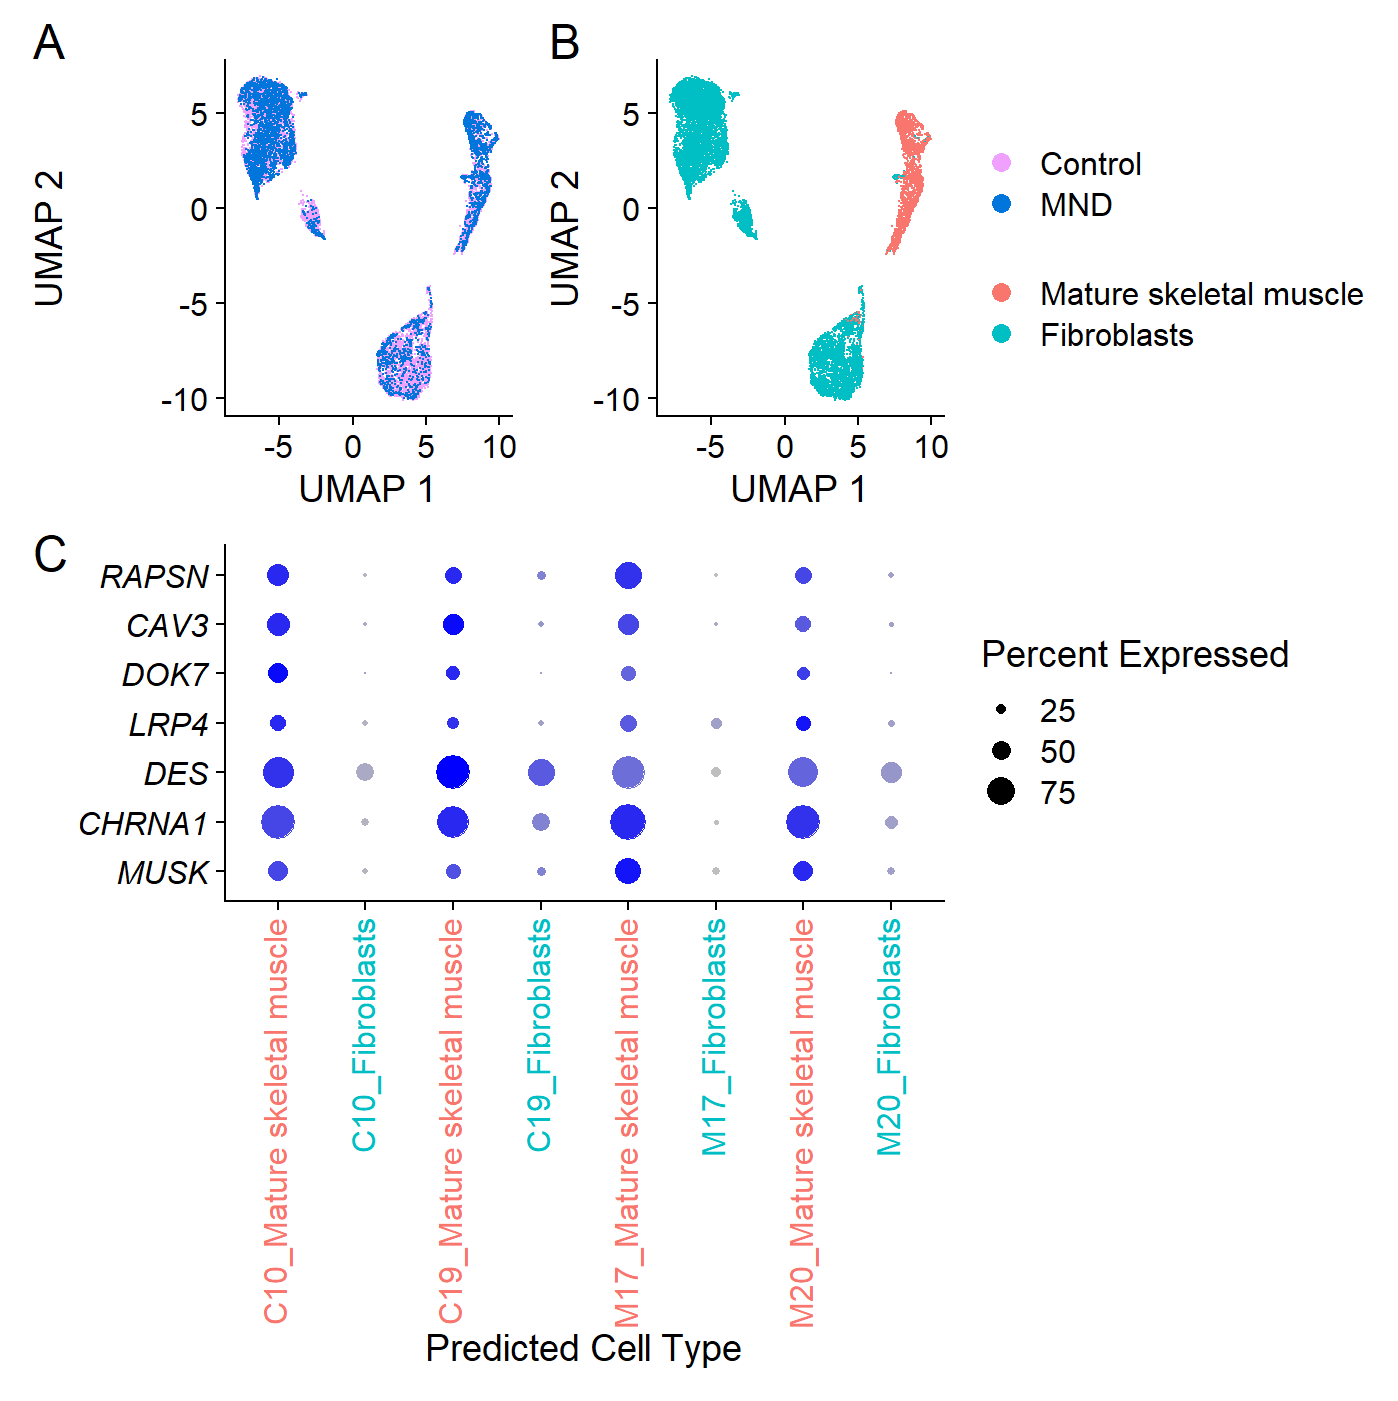 A
B
UMAP 2
5
0
-5
-10
-5 0 5 10
UMAP 1
UMAP 2
5
0
-5
-10
-5 0 5 10
UMAP 1
Control
MND
Mature skeletal muscle
Fibroblasts
C
RAPSN
CAV3
DOK7
LRP4
DES
CHRNA1
MUSK
C10_Mature skeletal muscle
C10_Fibroblasts
C19_Mature skeletal muscle
C19_Fibroblasts
M17_Mature skeletal muscle
M17_Fibroblasts
M20_Mature skeletal muscle
M20_Fibroblasts
Predicted Cell Type
Percent Expressed
25
50
75